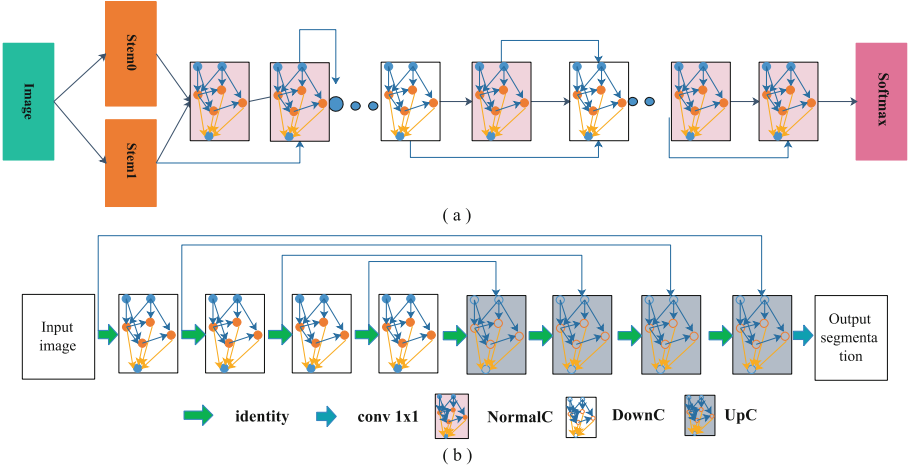 Image
Stem0
Stem1
Softmax
( a )
Input
image
Output
segmenta
tion
identity
conv 1x1
NormalC
DownC
UpC
( b )